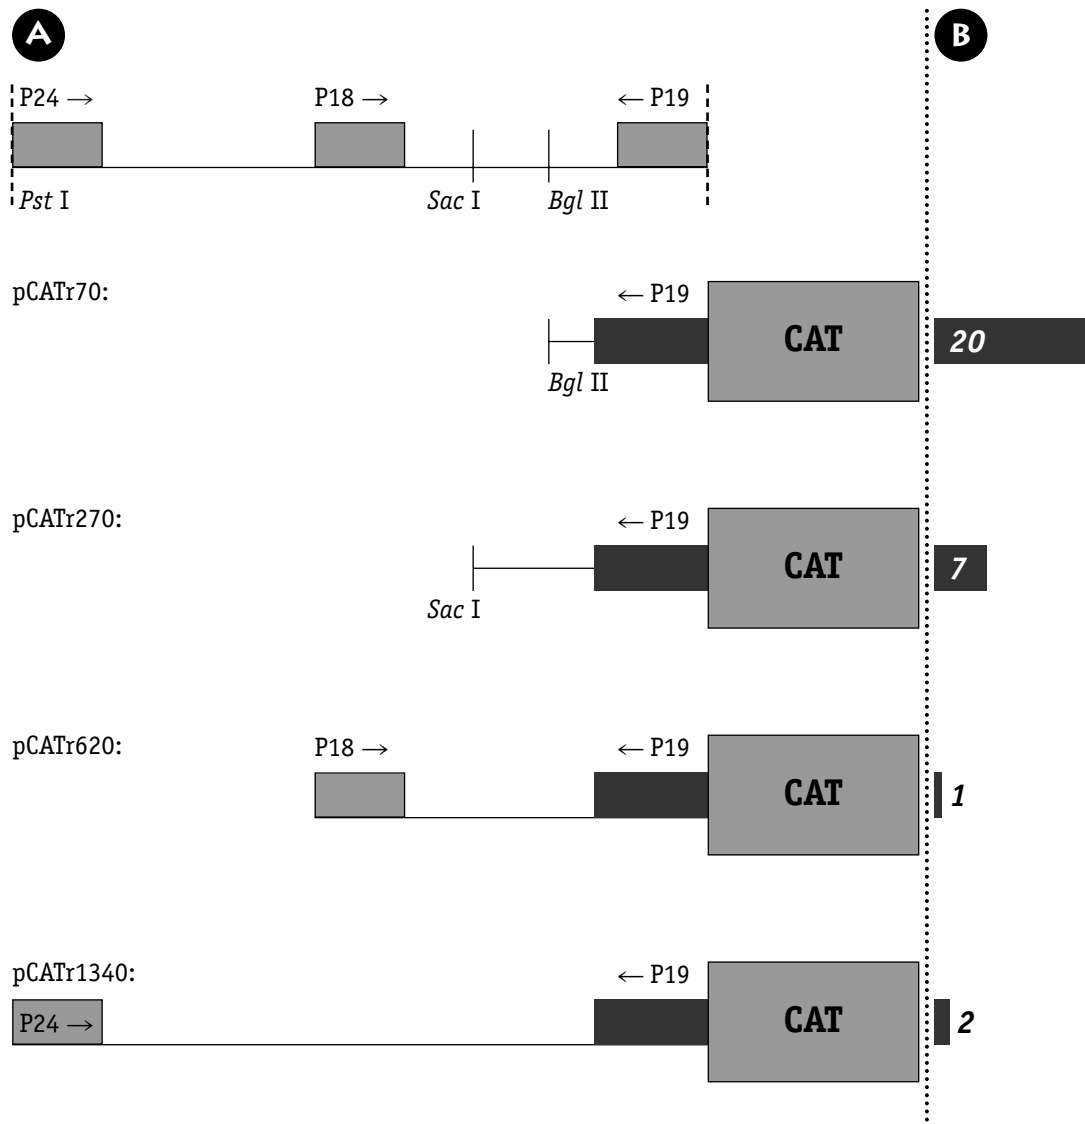 A
B
P24 → P18 → ← P19
Pst I Sac I Bgl II
pCATr70:
← P19
CAT
20
Bgl II
pCATr270:
← P19
CAT
7
Sac I
pCATr620:
P18 → ← P19
CAT
1
pCATr1340:
← P19
P24 →
CAT
2